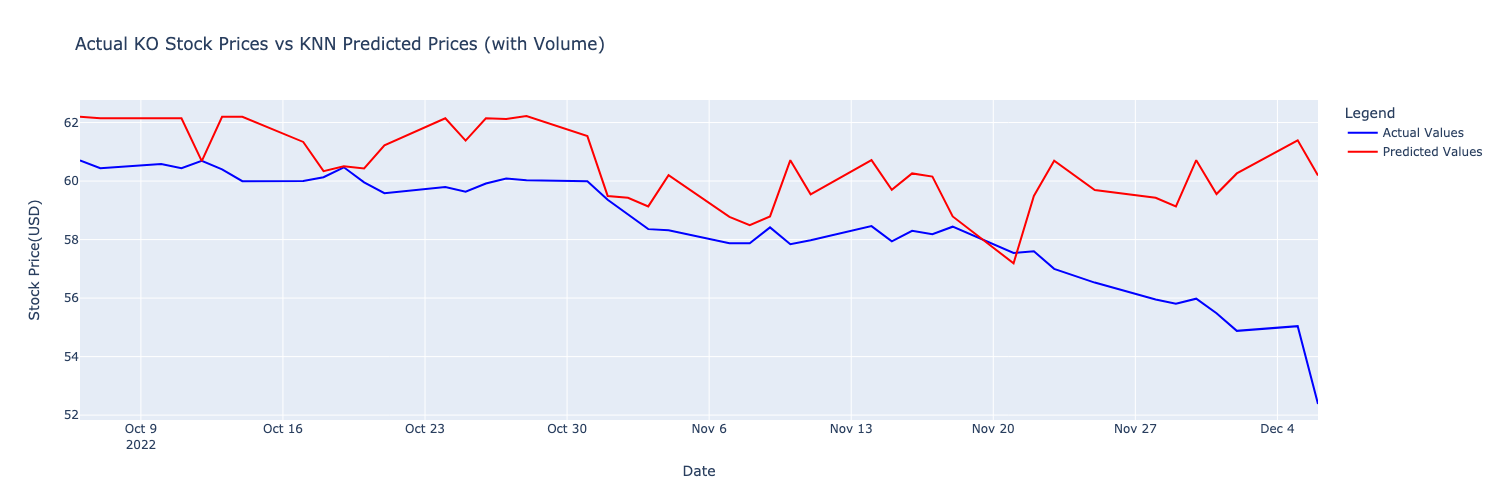 Actual KO Stock Prices vs KNN Predicted Prices (with Volume)
Legend
Actual Values
Predicted Values
Stock Price(USD)
62
60
58
56
54
52
Oct 9
2022
Oct 16
Oct 23
Oct 30
Nov 6
Nov 13
Nov 20
Nov 27
Dec 4
Date